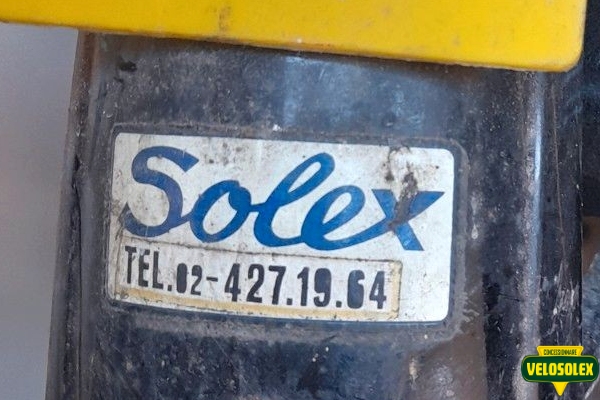 Solex
TEL.02-427.19.64
CONCESSIONNAIRE
VELOSOLEX